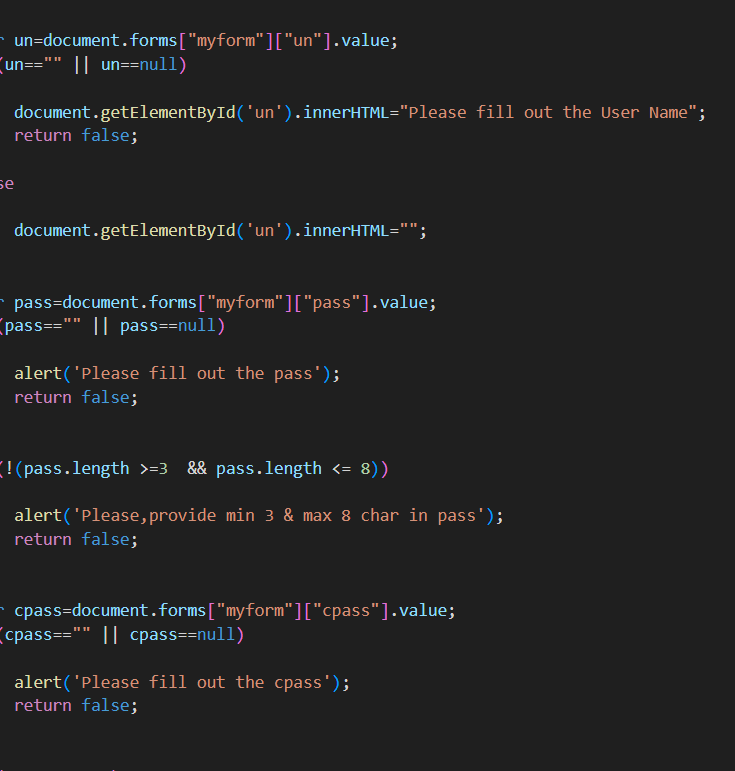 r un=document.forms["myform"]["un"].value;
(un=="" || un==null)
document.getElementById('un').innerHTML="Please fill out the User Name";
return false;
se
document.getElementById('un').innerHTML="";
r pass=document.forms["myform"]["pass"].value;
(pass=="" || pass==null)
alert('Please fill out the pass');
return false;
(!(pass.length >=3  && pass.length <= 8))
alert('Please,provide min 3 & max 8 char in pass');
return false;
r cpass=document.forms["myform"]["cpass"].value;
(cpass=="" || cpass==null)
alert('Please fill out the cpass');
return false;